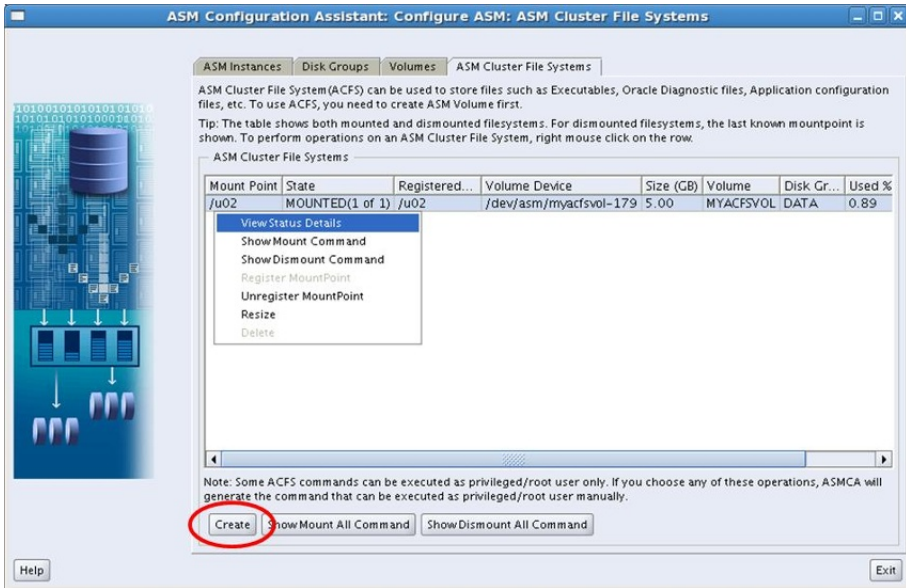 ASM Configuration Assistant: Configure ASM: ASM Cluster File Systems
ASM Instances Disk Groups Volumes ASM Cluster File Systems
ASM Cluster File System(ACFS) can be used to store files such as Executables, Oracle Diagnostic files, Application configuration
files, etc. To use ACFS, you need to create ASM Volume first.
Tip: The table shows both mounted and dismounted filesystems. For dismounted filesystems, the last known mountpoint is
shown. To perform operations on an ASM Cluster File System, right mouse click on the row.
ASM Cluster File Systems
Mount Point State Registered... Volume Device Size (GB) Volume Disk Gr... Used %
/u02 MOUNTED(1 of 1) /u02 /dev/asm/myacfsvol-179 5.00 MYACFSVOL DATA 0.89
View Status Details
Show Mount Command
Show Dismount Command
Register MountPoint
Unregister MountPoint
Resize
Delete
Note: Some ACFS commands can be executed as privileged/root user only. If you choose any of these operations, ASMCA will
generate the command that can be executed as privileged/root user manually.
Create Show Mount All Command Show Dismount All Command
Help Exit